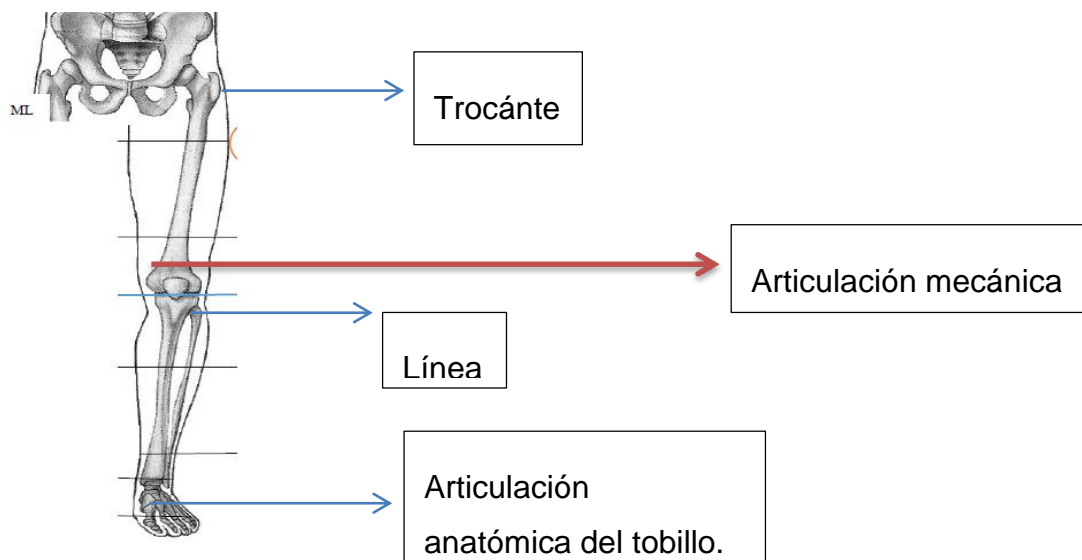 ML
Trocánte
Articulación mecánica
Línea
Articulación
anatómica del tobillo.